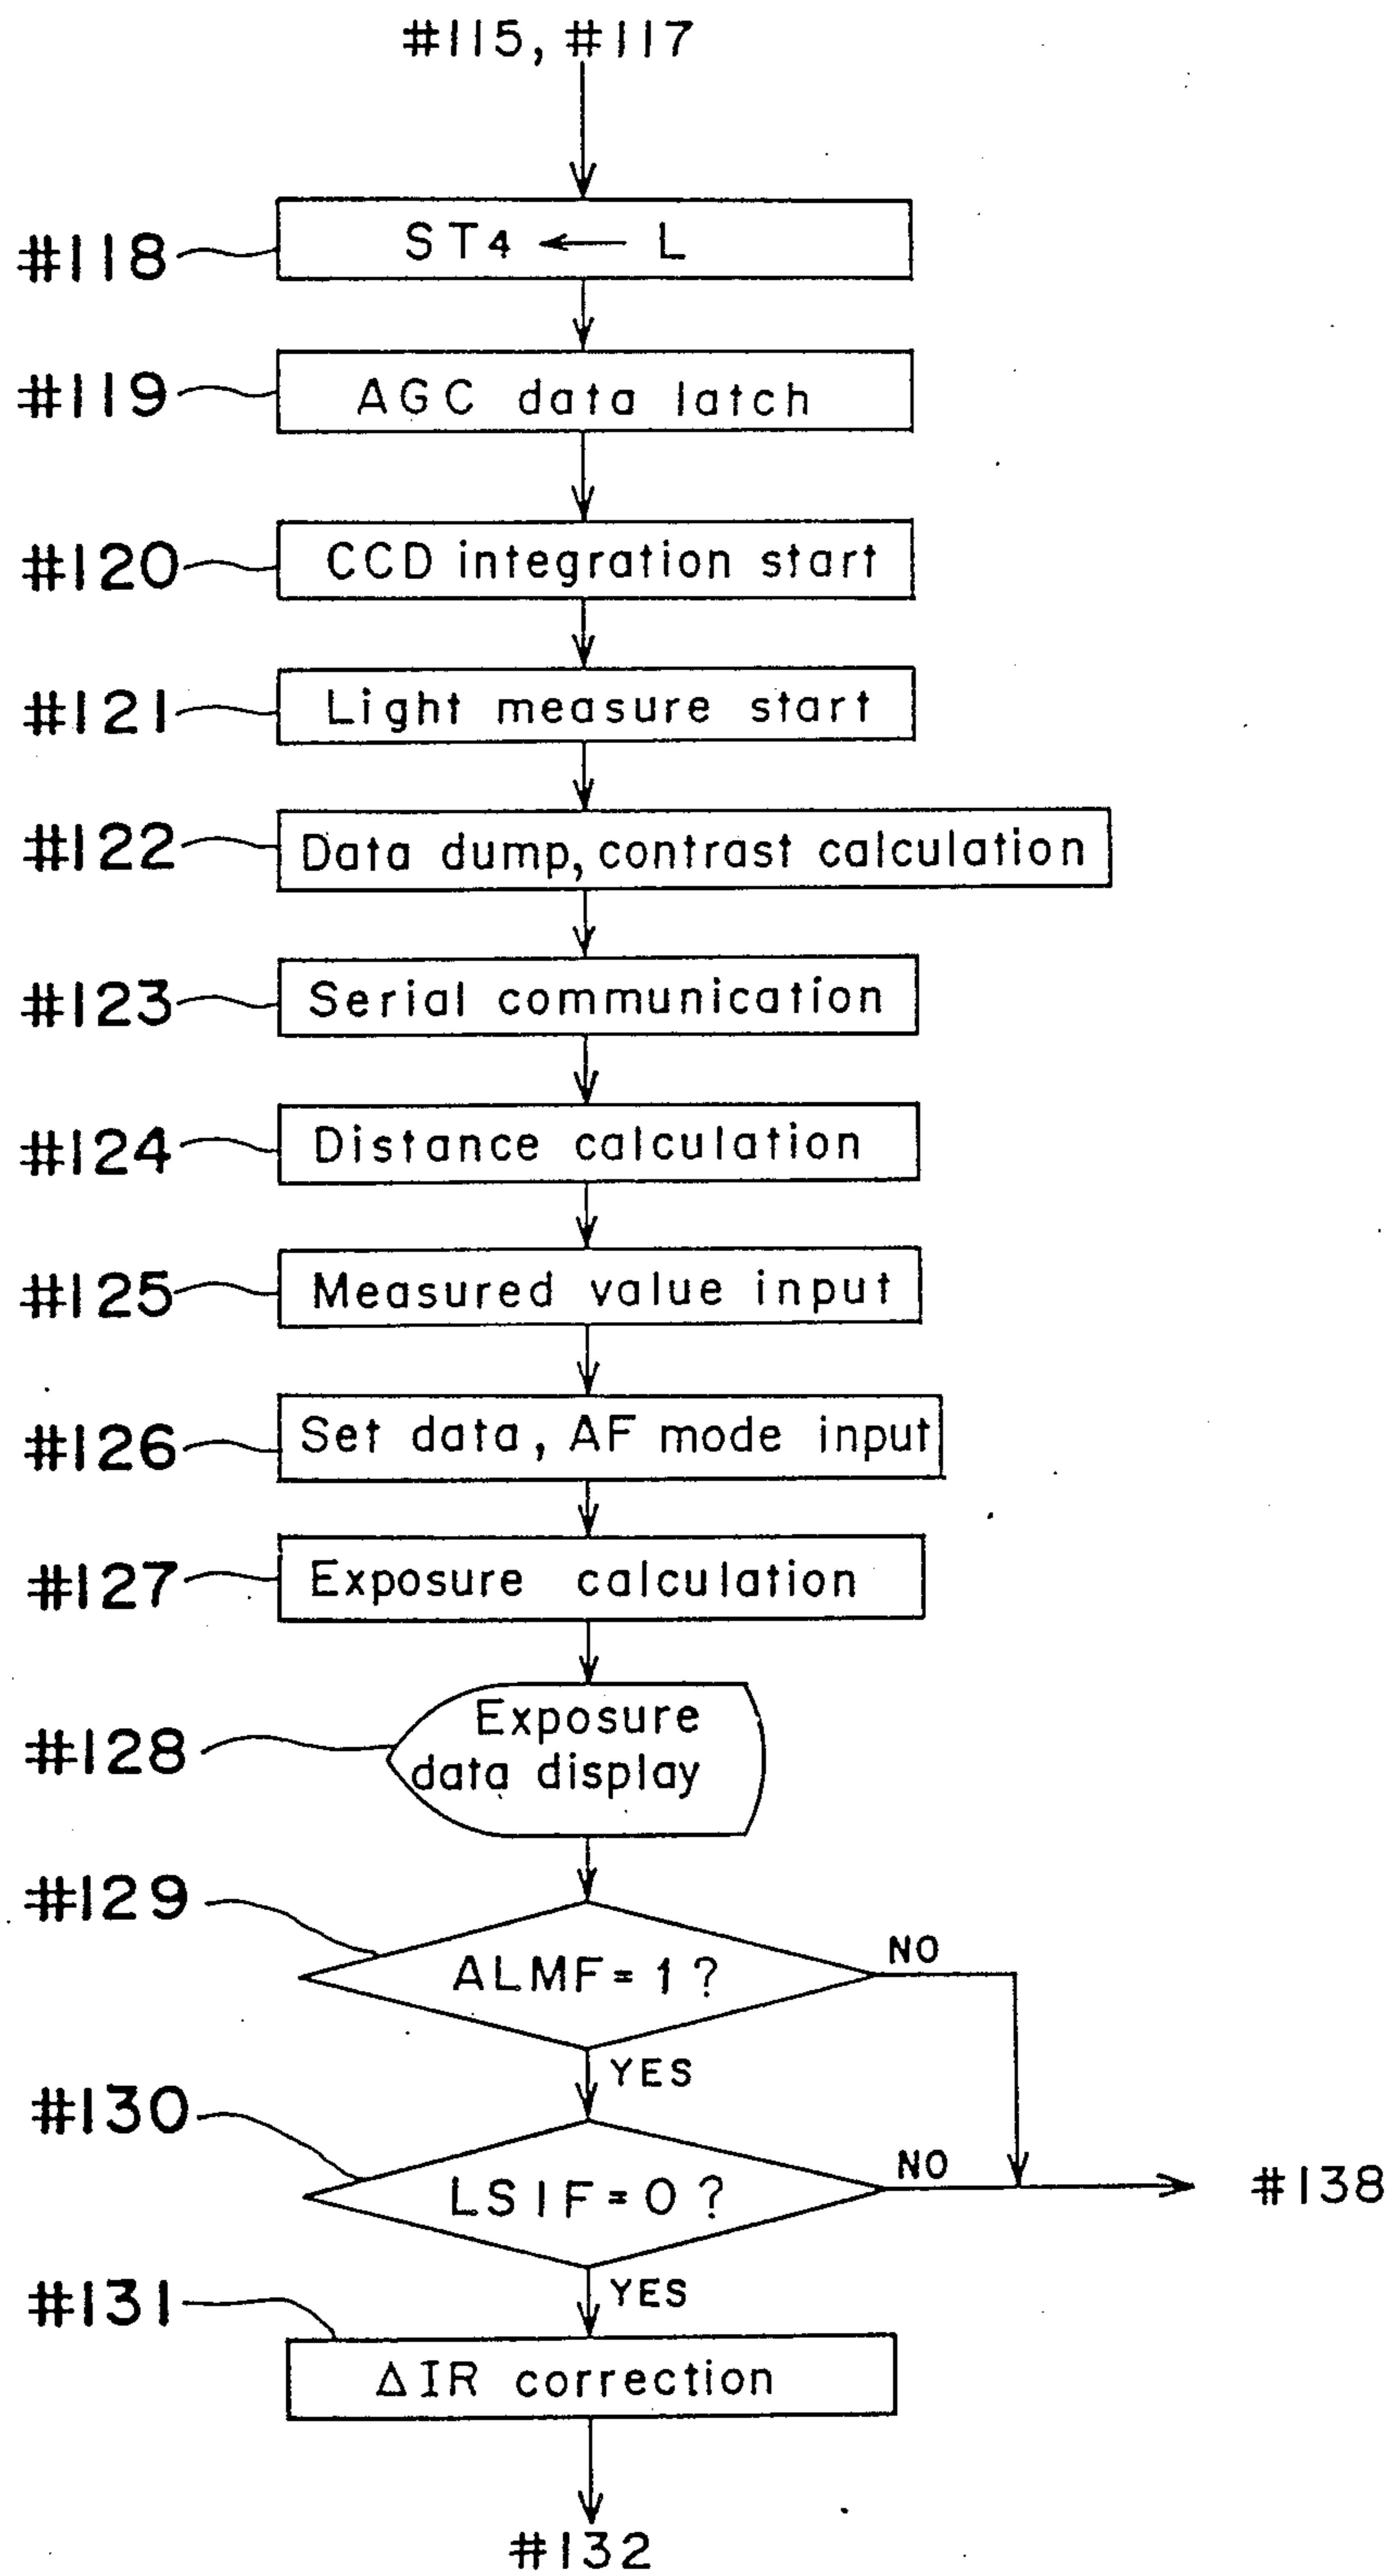 #115, #117
#118
ST4 ← L
#119
AGC data latch
#120
CCD integration start
#121
Light measure start
#122
Data dump, contrast calculation
#123
Serial communication
#124
Distance calculation
#125
Measured value input
#126
Set data, AF mode input
#127
Exposure calculation
#128
Exposure
data display
#129
ALMF = 1 ?
NO
YES
#130
LSIF = 0 ?
NO
#138
YES
#131
ΔIR correction
#132